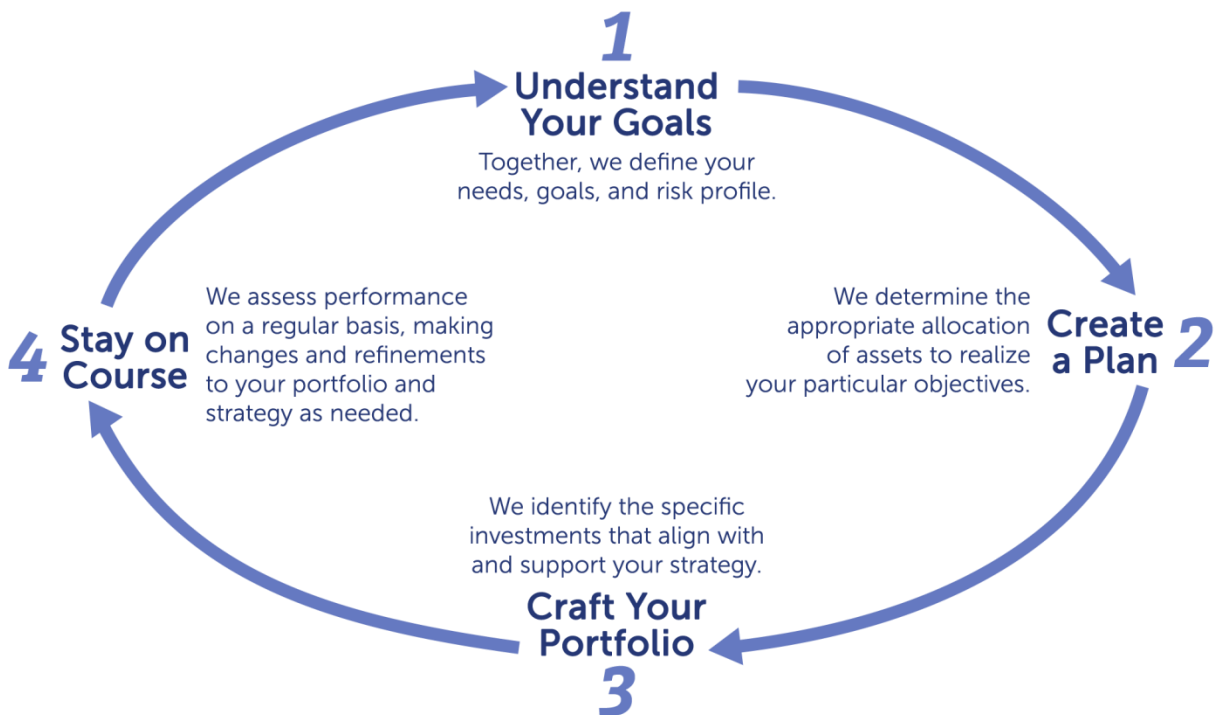 1
Understand
Your Goals
Together, we define your
needs, goals, and risk profile.
We determine the
appropriate allocation
of assets to realize
your particular objectives.
Create
a Plan
2
We identify the specific
investments that align with
and support your strategy.
Craft Your
Portfolio
3
4
Stay on
Course
We assess performance
on a regular basis, making
changes and refinements
to your portfolio and
strategy as needed.